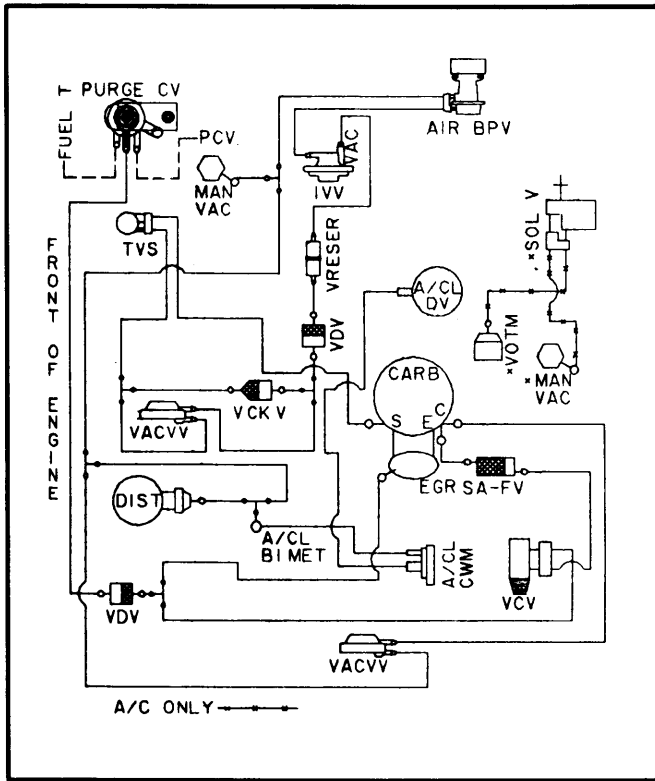 FUEL T
PURGE CV
PCV
MAN
VAC
TVS
VAC
IVV
AIR BPV
VRESER
A/CL
DV
*SOL V
FRONT OF ENGINE
VDV
CARB
S
E
C
*VOTM
*MAN
VAC
VCK V
VACVV
DIST
EGR
SA-FV
A/CL
BIMET
A/CL
CWM
VCV
VDV
VACVV
A/C ONLY